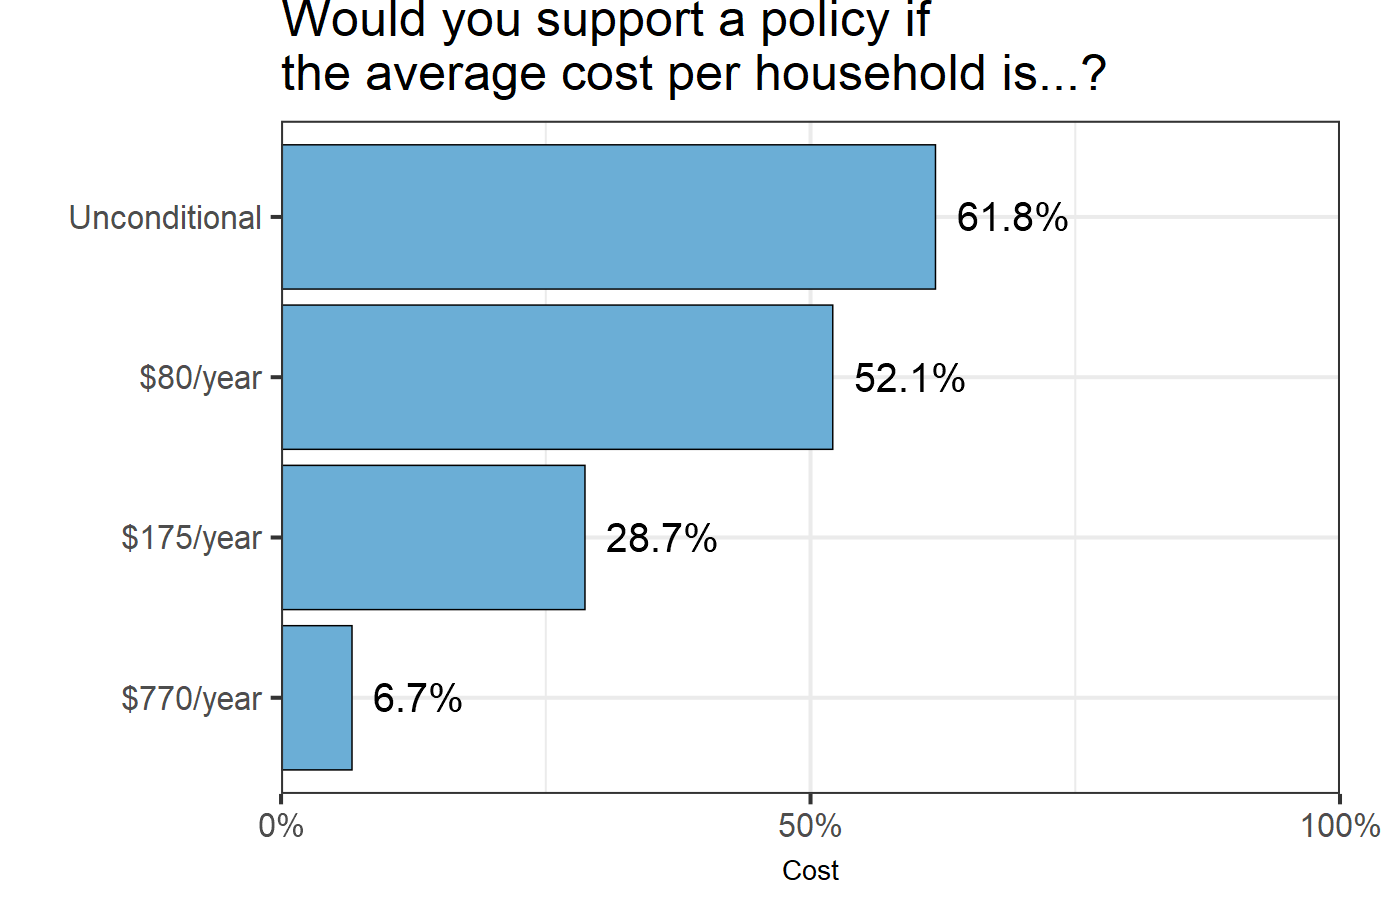 Would you support a policy if
the average cost per household is...?
Unconditional
61.8%
$80/year
52.1%
$175/year
28.7%
$770/year
6.7%
0%
50%
100%
Cost